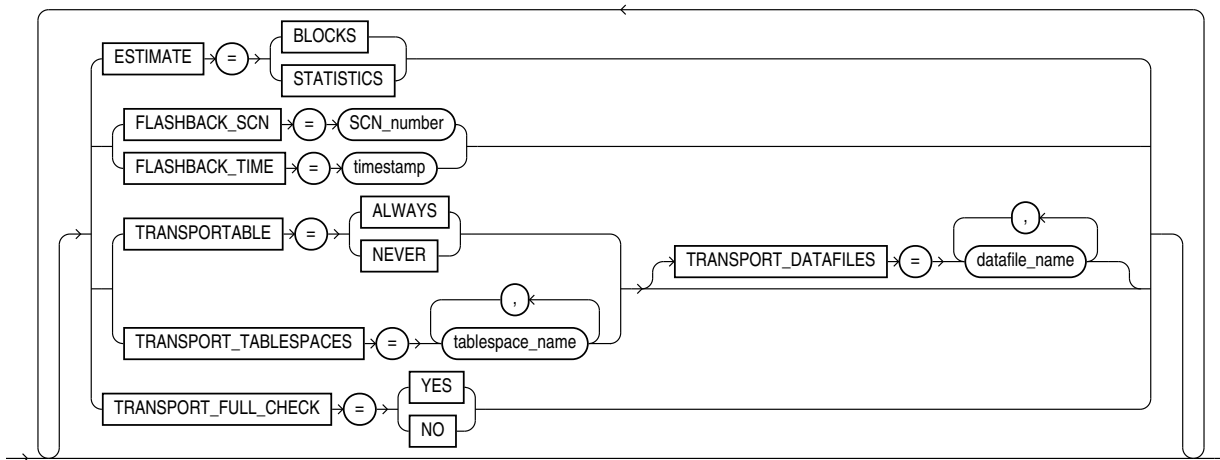 ESTIMATE = BLOCKS
STATISTICS
FLASHBACK_SCN = SCN_number
FLASHBACK_TIME = timestamp
TRANSPORTABLE = ALWAYS
NEVER
TRANSPORT_DATAFILES = , datafile_name
TRANSPORT_TABLESPACES = , tablespace_name
TRANSPORT_FULL_CHECK = YES
NO